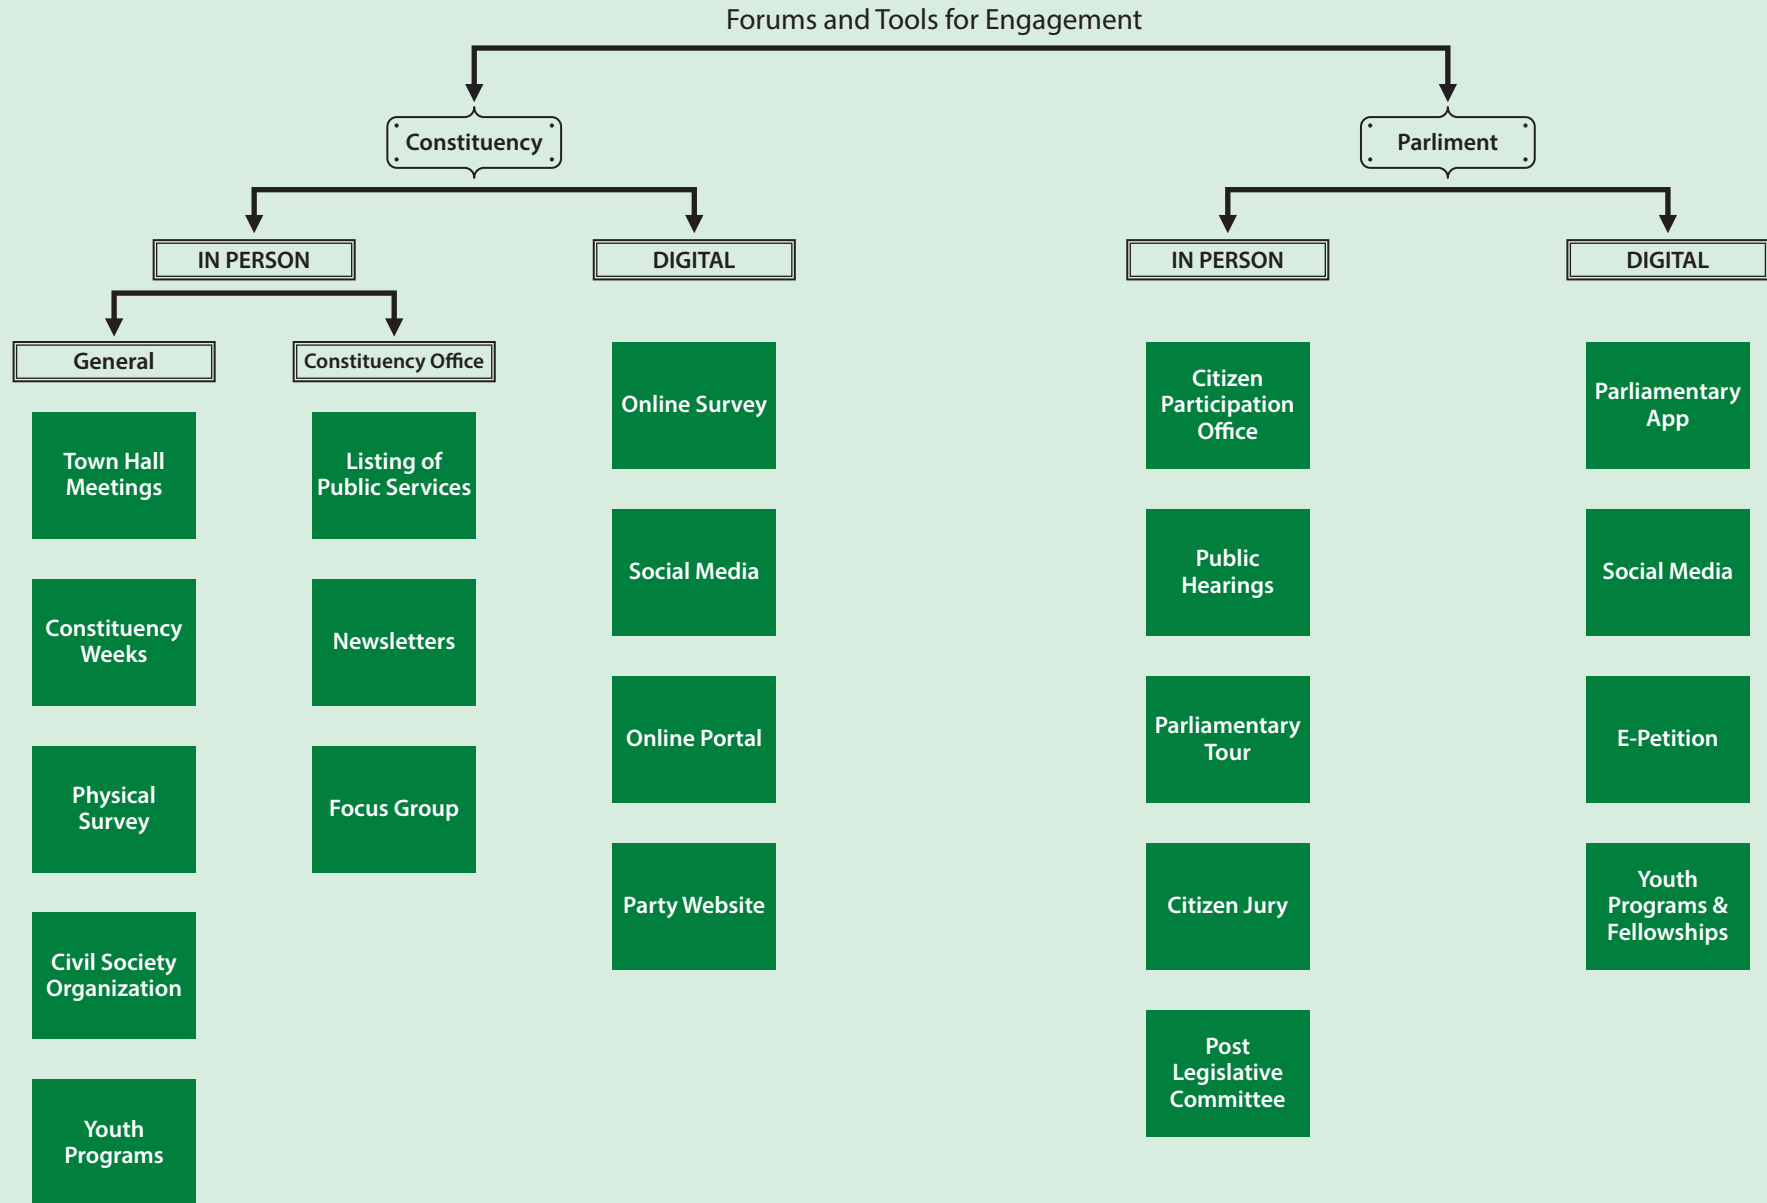 Forums and Tools for Engagement
Constituency
Parliment
IN PERSON
DIGITAL
IN PERSON
DIGITAL
General
Constituency Office
Town Hall
Meetings
Constituency
Weeks
Physical
Survey
Civil Society
Organization
Youth
Programs
Listing of
Public Services
Newsletters
Focus Group
Online Survey
Social Media
Online Portal
Party Website
Citizen
Participation
Office
Public
Hearings
Parliamentary
Tour
Citizen Jury
Post
Legislative
Committee
Parliamentary
App
Social Media
E-Petition
Youth
Programs &
Fellowships